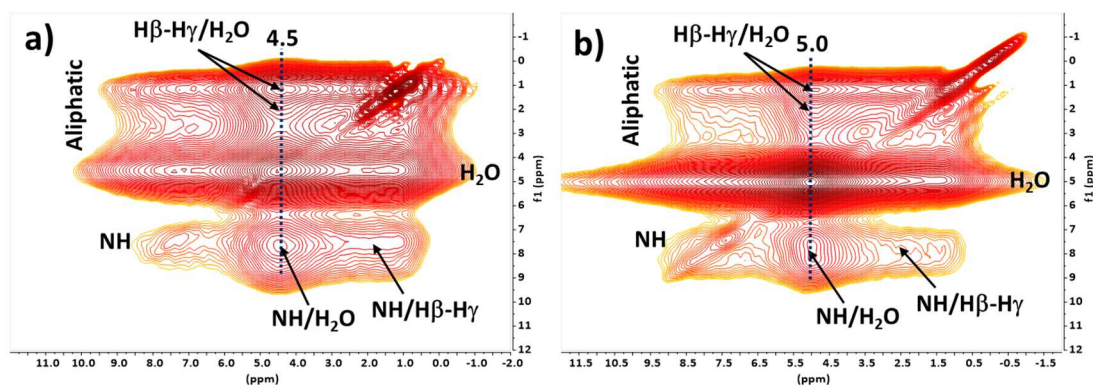 a)
Hβ-Hγ/H₂O
4.5
Aliphatic
H₂O
NH
NH/H₂O
NH/Hβ-Hγ
-1
0
1
2
3
4
5
6
7
8
9
10
11
12
f1 (ppm)
11.0 10.0 9.0 8.0 7.0 6.0 5.0 4.0 3.0 2.0 1.0 0.0 -1.0 -2.0
(ppm)
b)
Hβ-Hγ/H₂O
5.0
Aliphatic
H₂O
NH
NH/H₂O
NH/Hβ-Hγ
-1
0
1
2
3
4
5
6
7
8
9
10
11
12
f1 (ppm)
11.5 10.5 9.5 8.5 7.5 6.5 5.5 4.5 3.5 2.5 1.5 0.5 -0.5 -1.5
(ppm)